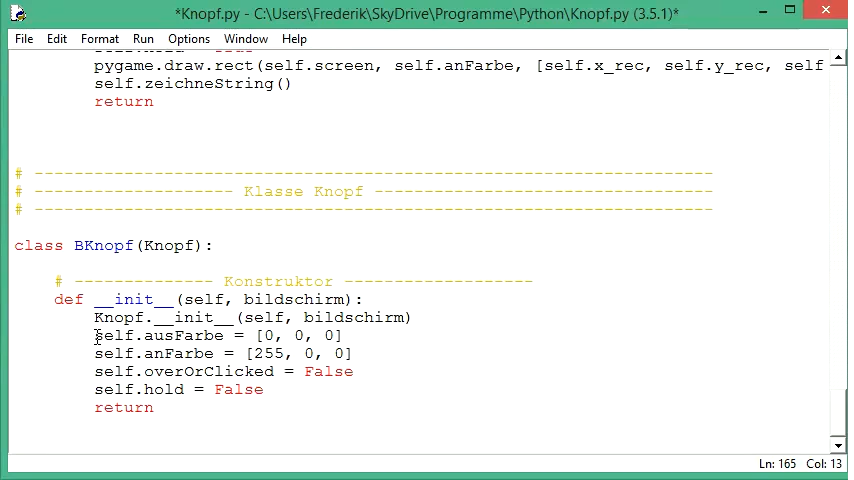 *Knopf.py - C:\Users\Frederik\SkyDrive\Programme\Python\Knopf.py (3.5.1)*
File Edit Format Run Options Window Help
pygame.draw.rect(self.screen, self.anFarbe, [self.x_rec, self.y_rec, self
self.zeichneString()
return
# --------------------------------------------------------------------
# -------------------- Klasse Knopf ----------------------------------
# --------------------------------------------------------------------
class BKnopf(Knopf):
# -------------- Konstruktor -------------------
def __init__(self, bildschirm):
Knopf.__init__(self, bildschirm)
self.ausFarbe = [0, 0, 0]
self.anFarbe = [255, 0, 0]
self.overOrClicked = False
self.hold = False
return
Ln: 165 Col: 13